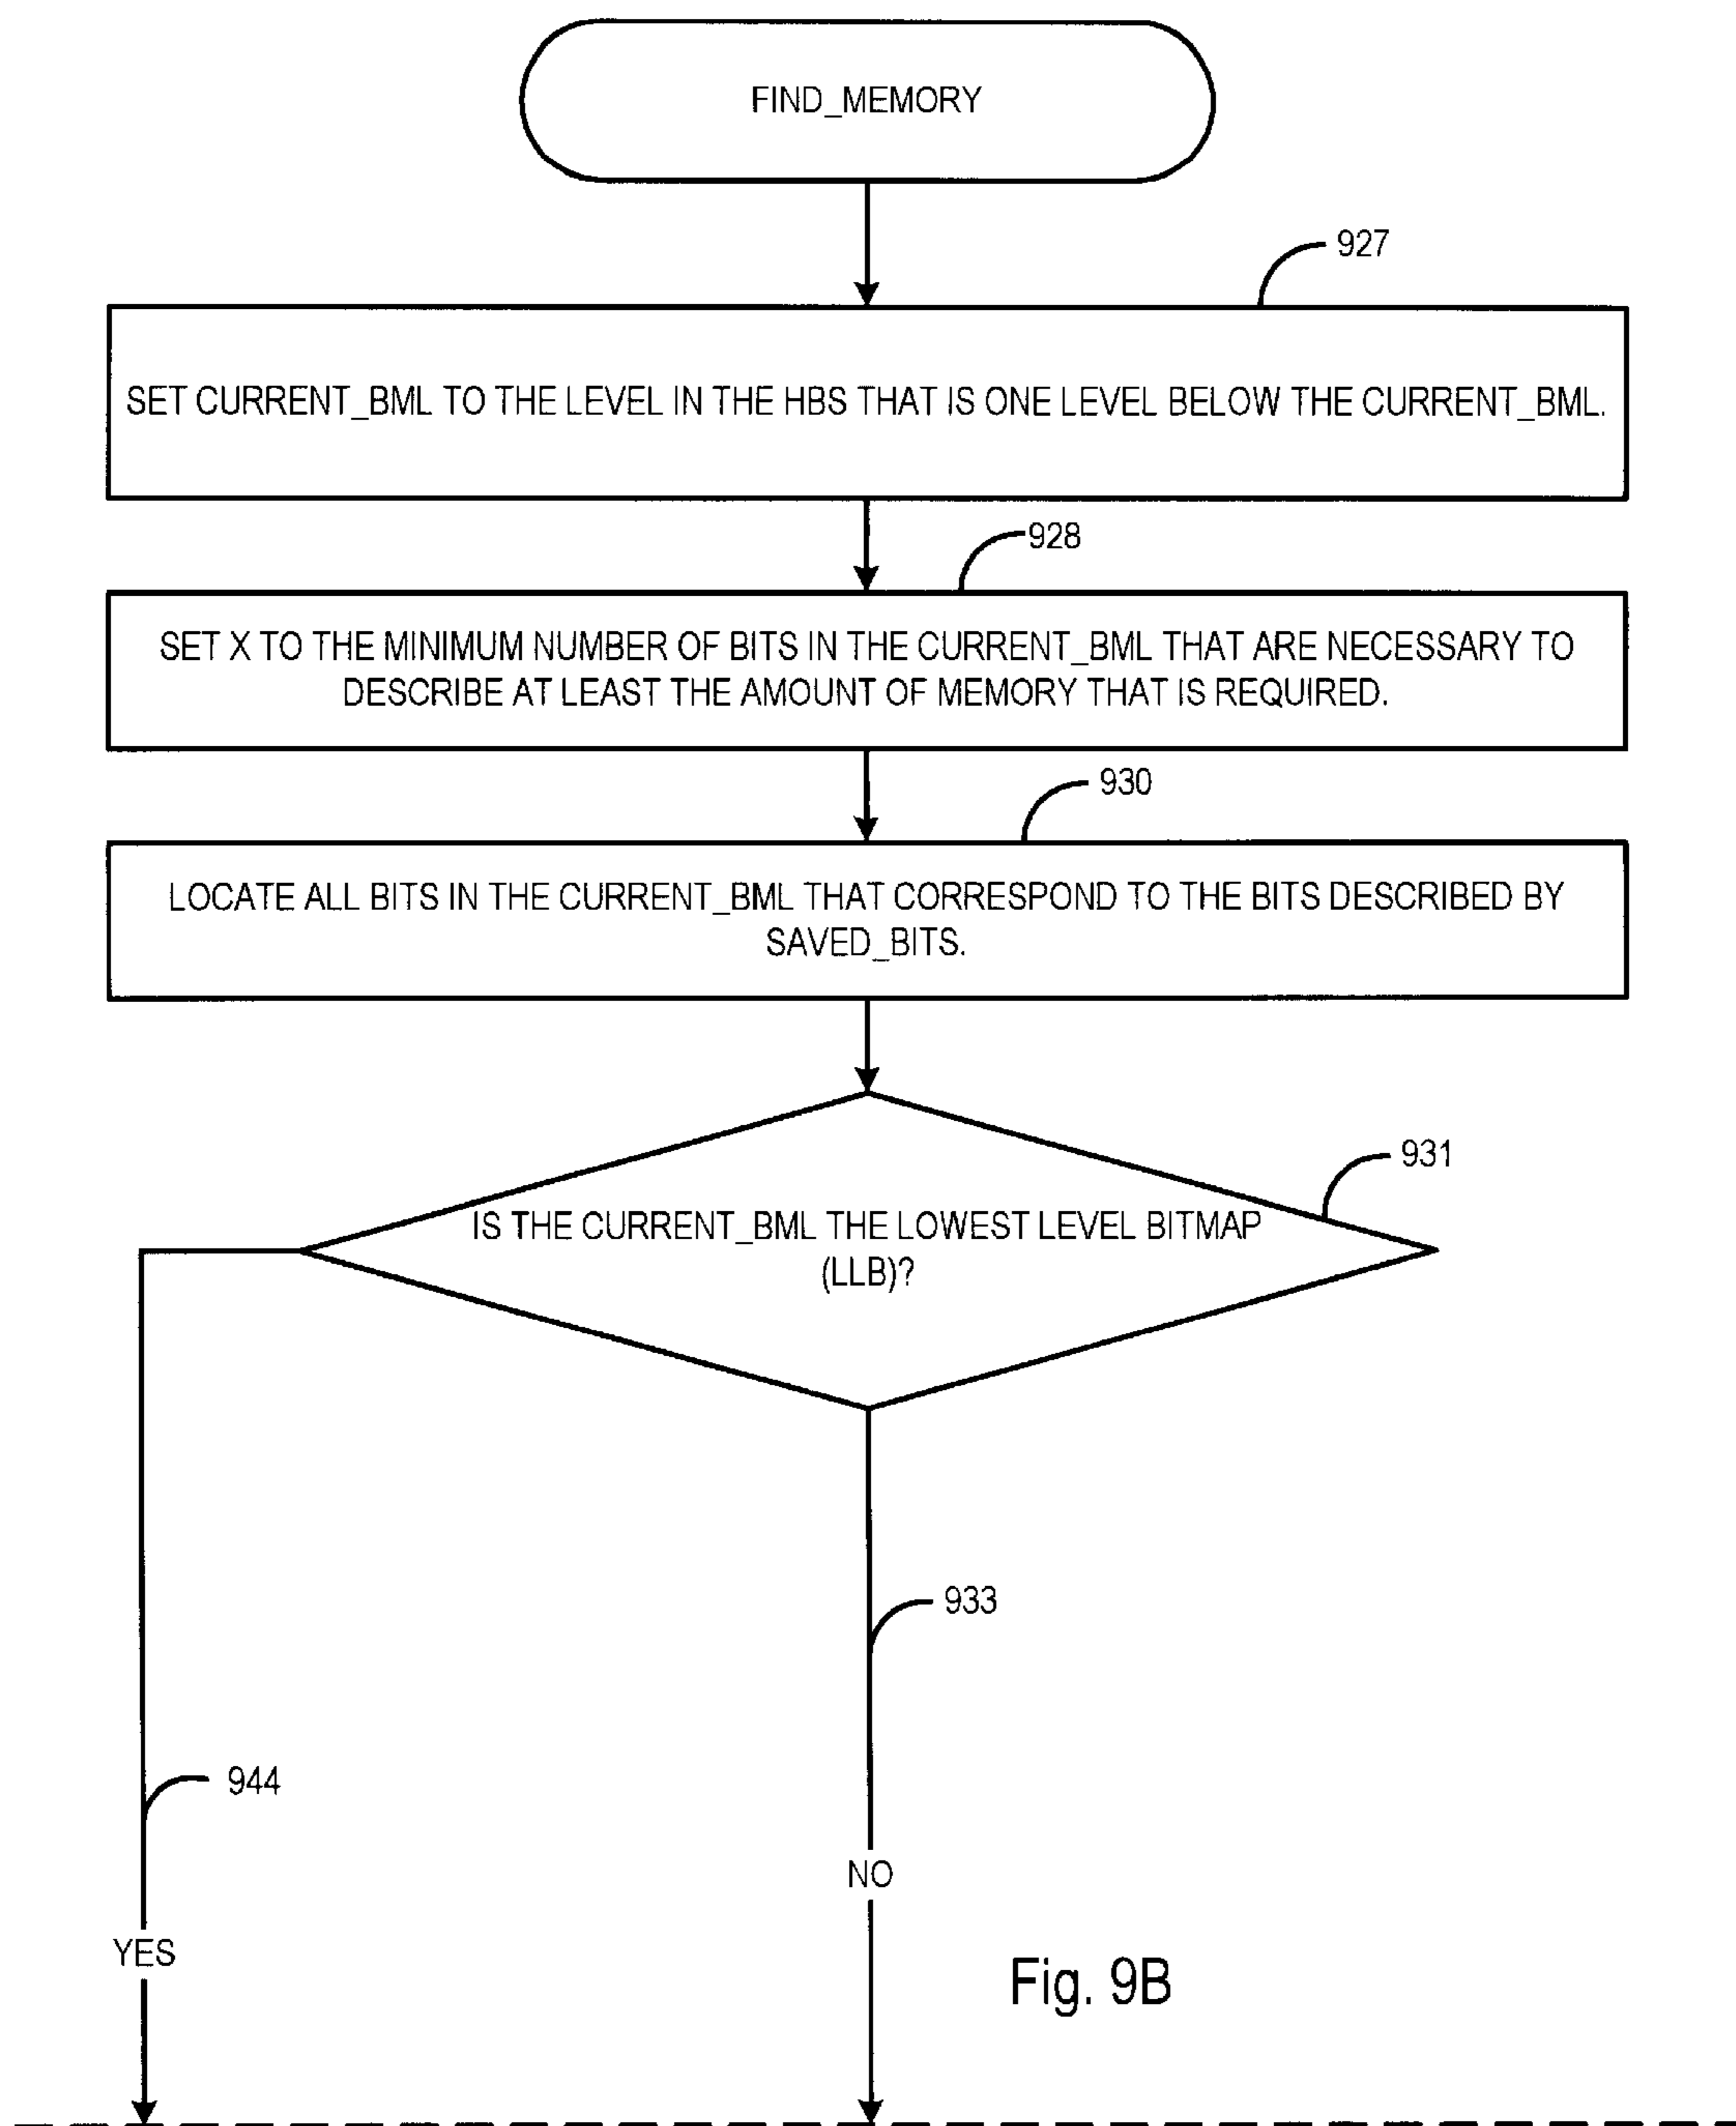 FIND_MEMORY
927
SET CURRENT_BML TO THE LEVEL IN THE HBS THAT IS ONE LEVEL BELOW THE CURRENT_BML.
928
SET X TO THE MINIMUM NUMBER OF BITS IN THE CURRENT_BML THAT ARE NECESSARY TO
DESCRIBE AT LEAST THE AMOUNT OF MEMORY THAT IS REQUIRED.
930
LOCATE ALL BITS IN THE CURRENT_BML THAT CORRESPOND TO THE BITS DESCRIBED BY
SAVED_BITS.
931
IS THE CURRENT_BML THE LOWEST LEVEL BITMAP
(LLB)?
933
944
NO
YES
Fig. 9B